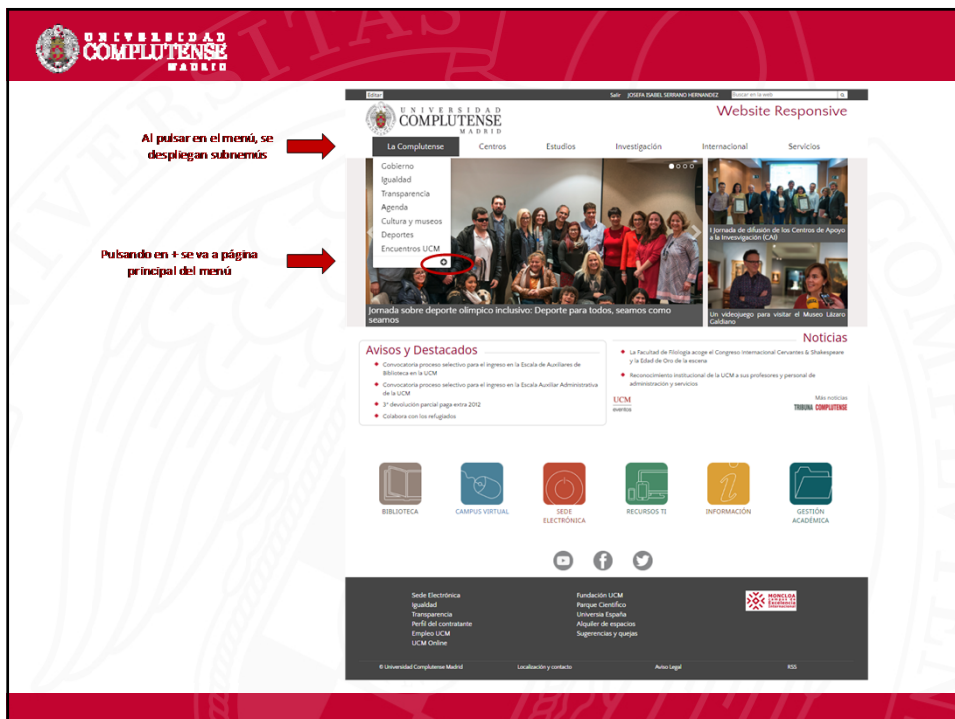 UNIVERSIDAD
COMPLUTENSE
MADRID
Al pulsar en el menú, se
despliegan subnemús
Pulsando en + se va a página
principal del menú
Editar
Salir JOSEFA ISABEL SERRANO HERNANDEZ
Buscar en la web
UNIVERSIDAD
COMPLUTENSE
MADRID
Website Responsive
La Complutense Centros Estudios Investigación Internacional Servicios
Gobierno
Igualdad
Transparencia
Agenda
Cultura y museos
Deportes
Encuentros UCM
Jornada sobre deporte olímpico inclusivo: Deporte para todos, seamos como
seamos
I Jornada de difusión de los Centros de Apoyo
a la Invesvigación (CAI)
Un videojuego para visitar el Museo Lázaro
Galdiano
Avisos y Destacados
Convocatoria proceso selectivo para el ingreso en la Escala de Auxiliares de
Biblioteca en la UCM
Convocatoria proceso selectivo para el ingreso en la Escala Auxiliar Administrativa
de la UCM
3ª devolución parcial paga extra 2012
Colabora con los refugiados
Noticias
La Facultad de Filología acoge el Congreso Internacional Cervantes & Shakespeare
y la Edad de Oro de la escena
Reconocimiento institucional de la UCM a sus profesores y personal de
administración y servicios
UCM
eventos
Más noticias
TRIBUNA COMPLUTENSE
BIBLIOTECA
CAMPUS VIRTUAL
SEDE
ELECTRÓNICA
RECURSOS TI
INFORMACIÓN
GESTIÓN
ACADÉMICA
Sede Electrónica
Igualdad
Transparencia
Perfil del contratante
Empleo UCM
UCM Online
Fundación UCM
Parque Científico
Universia España
Alquiler de espacios
Sugerencias y quejas
MONCLOA
Campus de
Excelencia
Internacional
© Universidad Complutense Madrid Localización y contacto Aviso Legal RSS